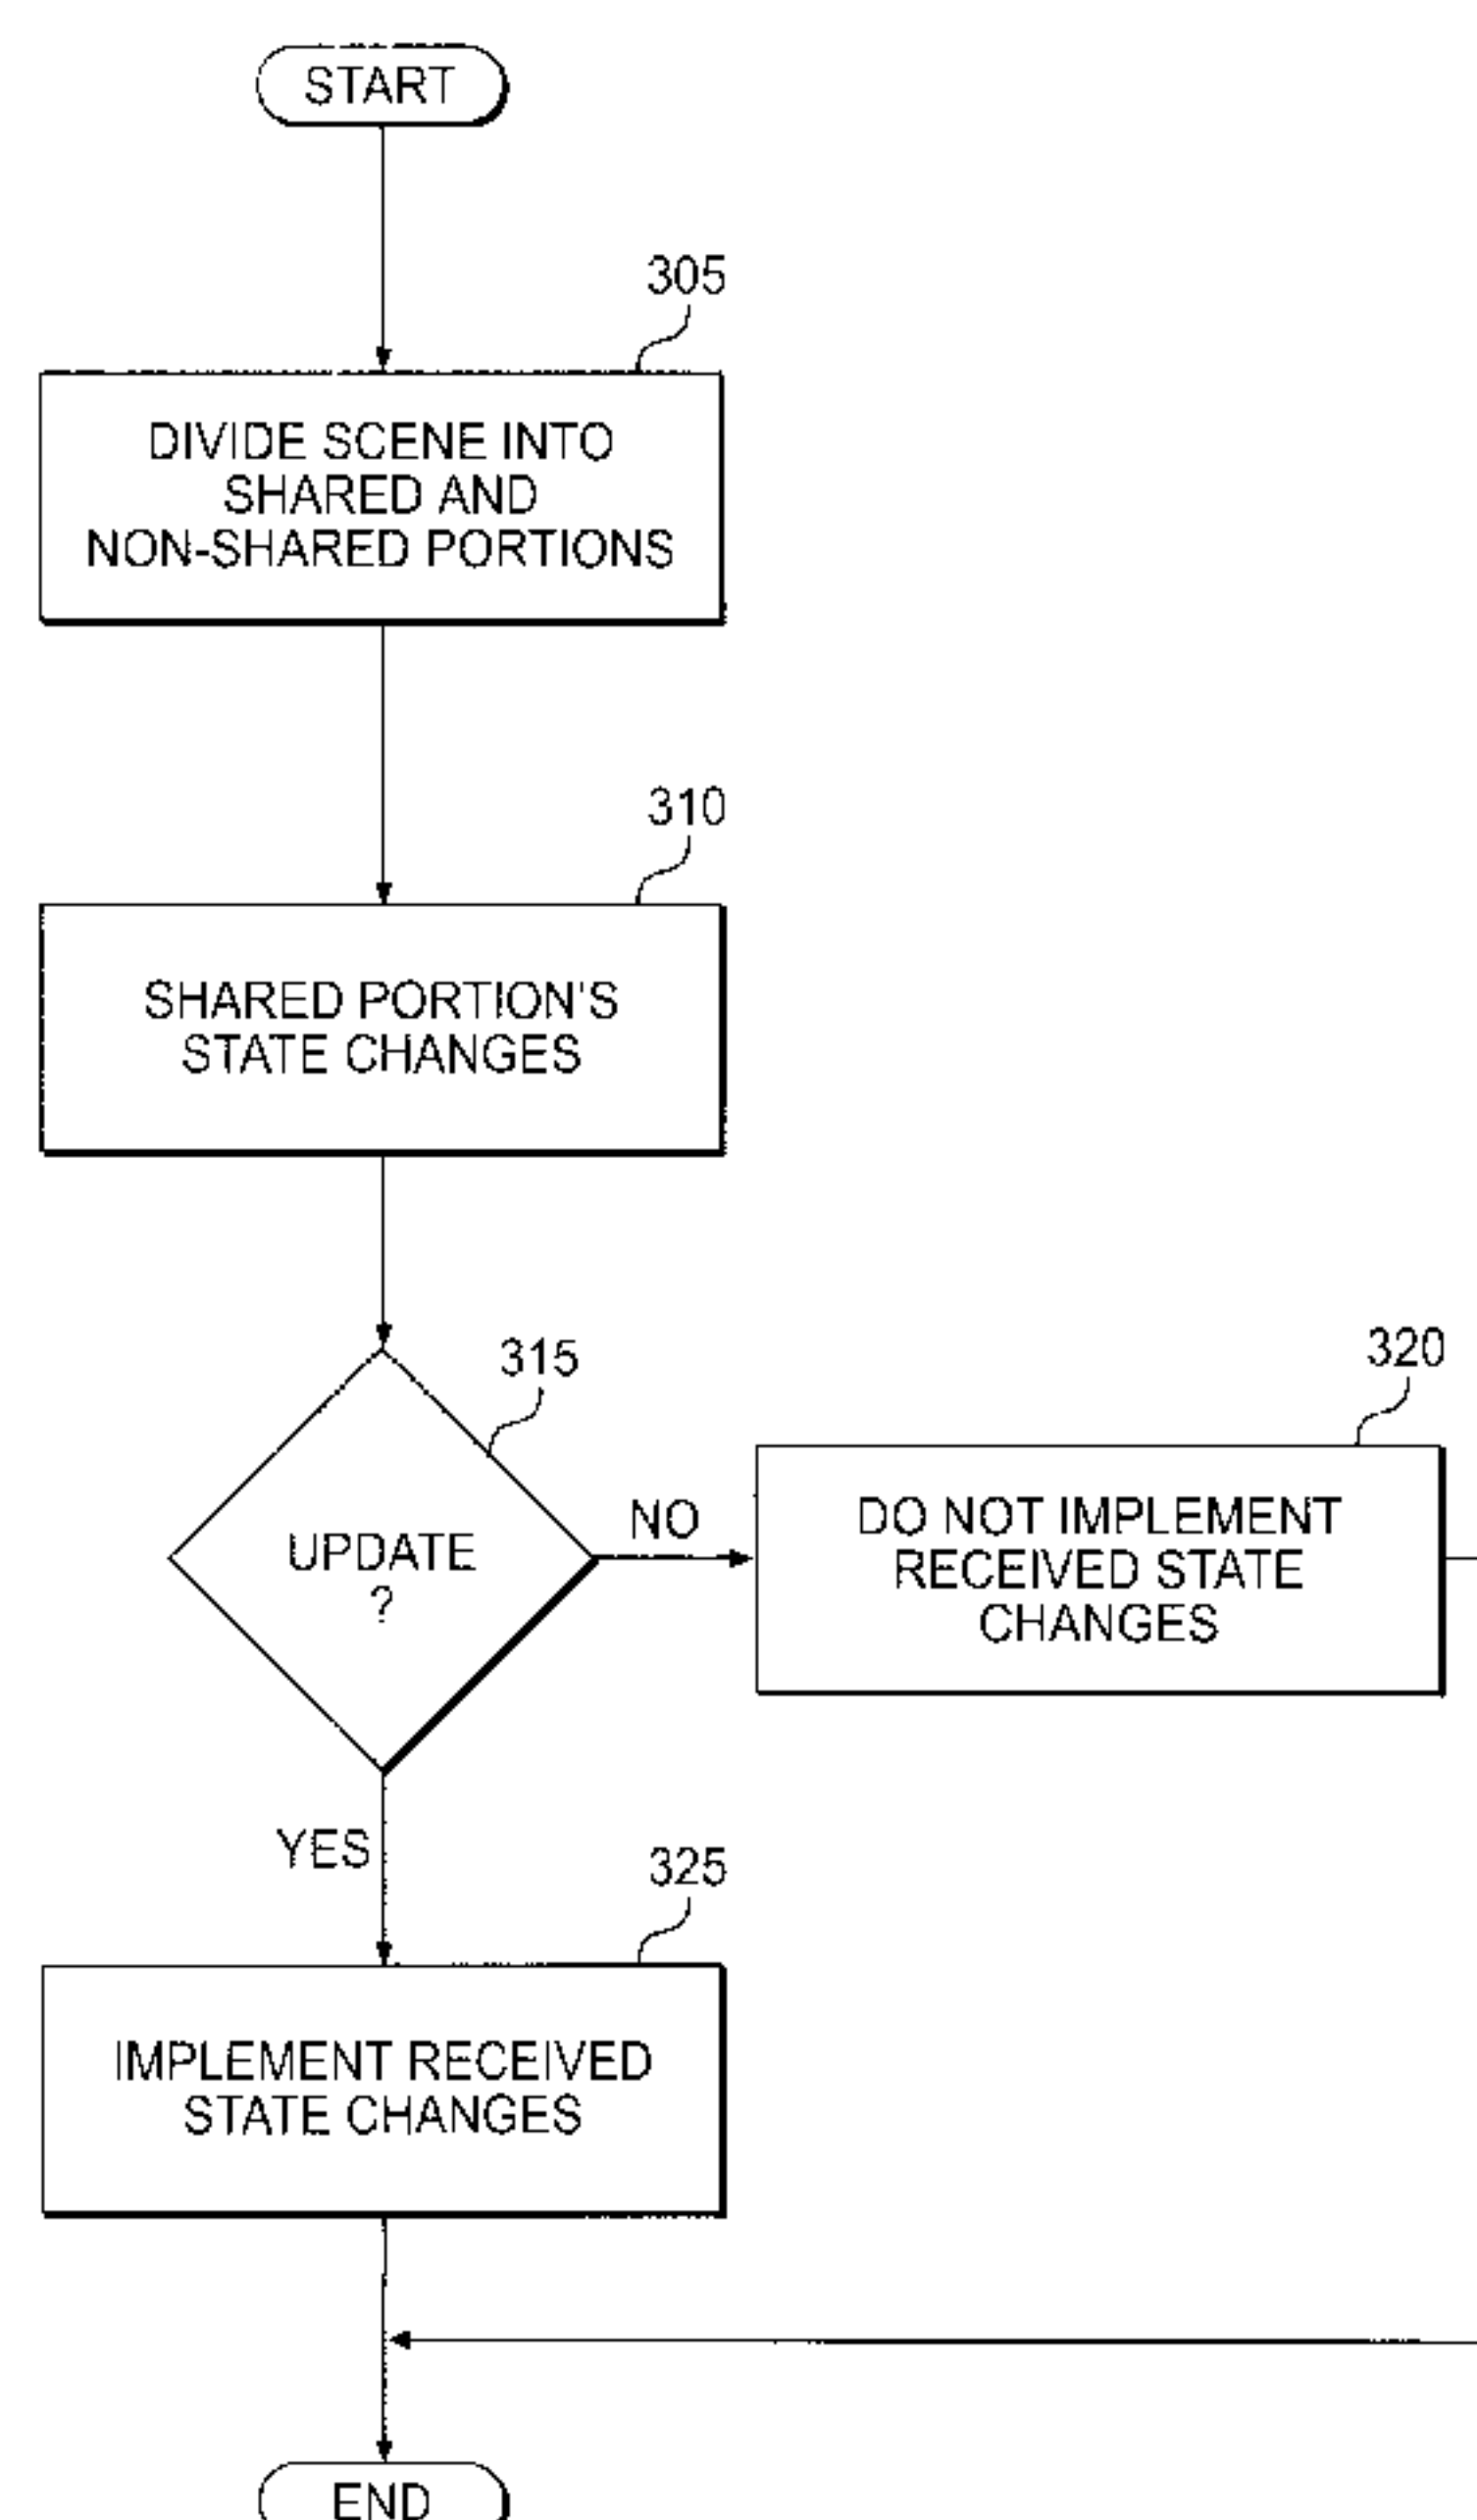 START
305
DIVIDE SCENE INTO
SHARED AND
NON-SHARED PORTIONS
310
SHARED PORTION'S
STATE CHANGES
315
UPDATE
?
NO
320
DO NOT IMPLEMENT
RECEIVED STATE
CHANGES
YES
325
IMPLEMENT RECEIVED
STATE CHANGES
END